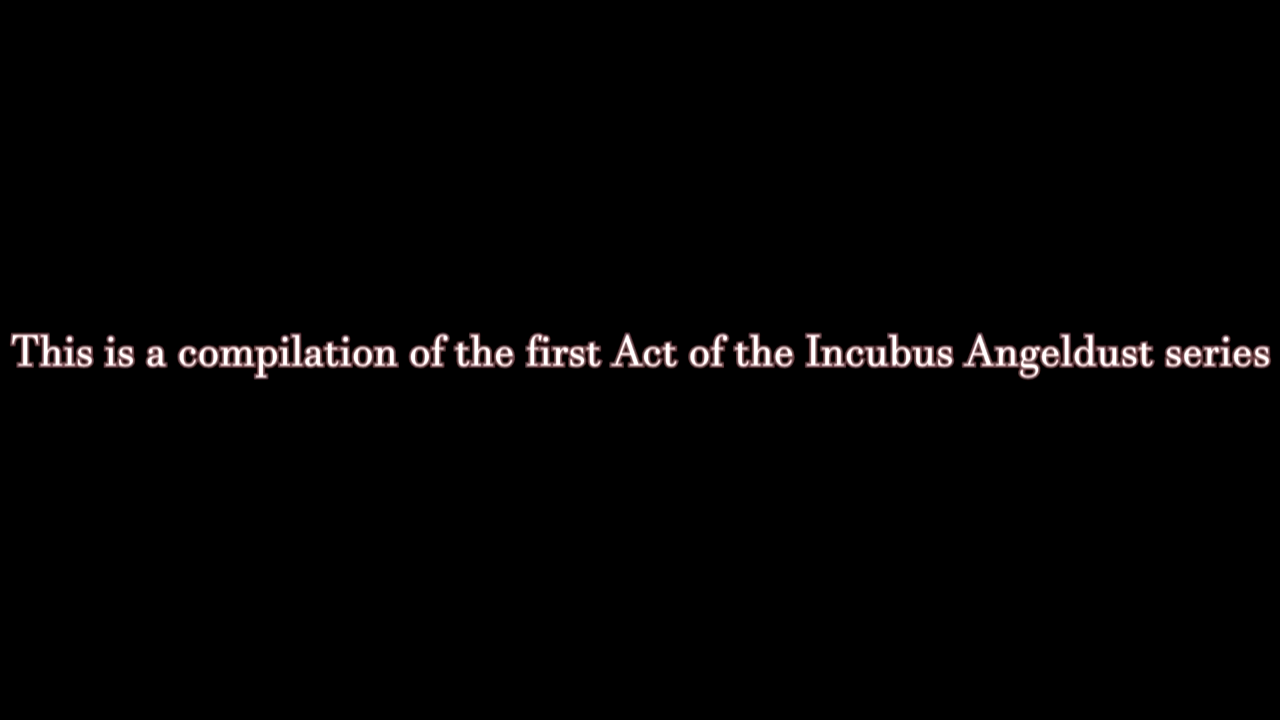 This is a compilation of the first Act of the Incubus Angeldust series